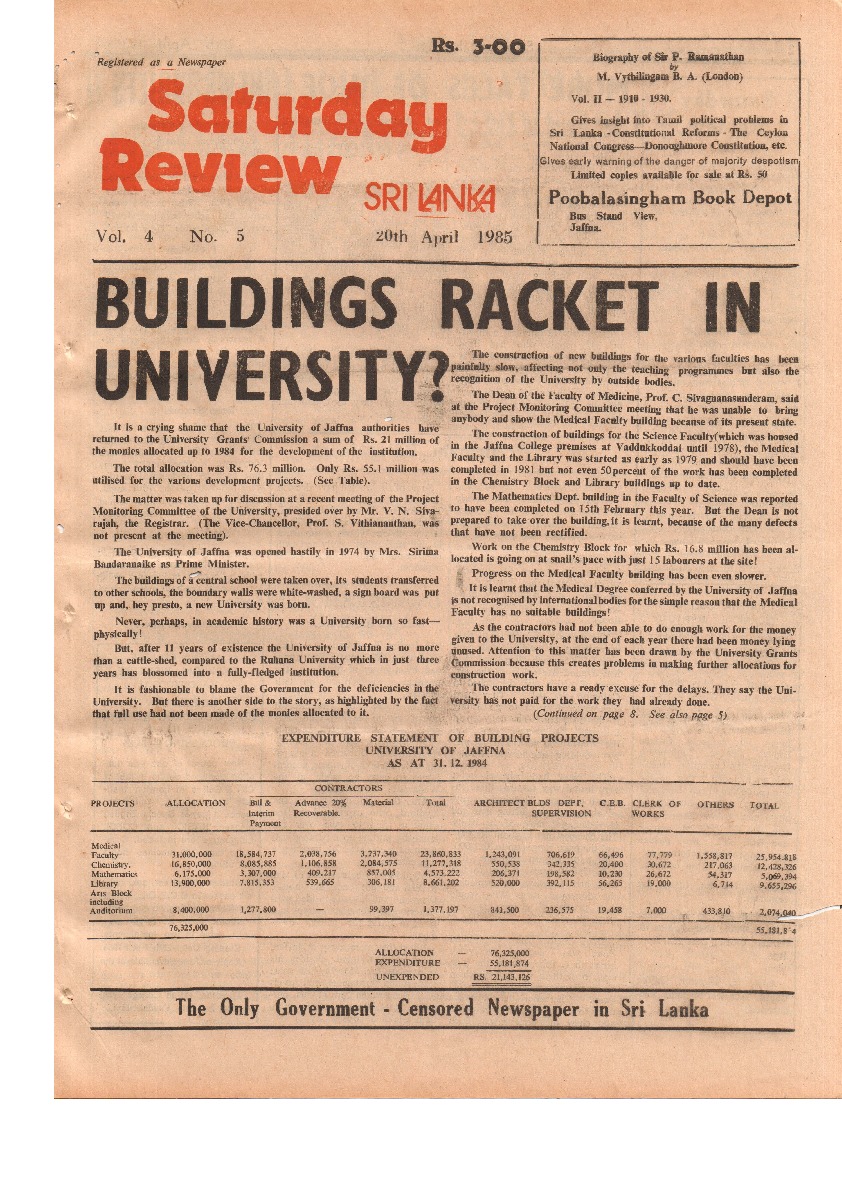 Registered as a Newspaper
Rs. 3-00
Saturday
Review
SRI LANKA
Vol. 4 No. 5 20th April 1985
Biography of Sir P. Ramanathan
by
M. Vythilingam B. A. (London)
Vol. II — 1910 - 1930.
Gives insight into Tamil political problems in
Sri Lanka - Constitutional Reforms - The Ceylon
National Congress—Donoughmore Constitution, etc.
Gives early warning of the danger of majority despotism
Limited copies available for sale at Rs. 50
Poobalasingham Book Depot
Bus Stand View,
Jaffna.
BUILDINGS RACKET IN
UNIVERSITY?
It is a crying shame that the University of Jaffna authorities have
returned to the University Grants' Commission a sum of Rs. 21 million of
the monies allocated up to 1984 for the development of the institution.
The total allocation was Rs. 76.3 million. Only Rs. 55.1 million was
utilised for the various development projects. (See Table).
The matter was taken up for discussion at a recent meeting of the Project
Monitoring Committee of the University, presided over by Mr. V. N. Siva-
rajah, the Registrar. (The Vice-Chancellor, Prof. S. Vithiananthan, was
not present at the meeting).
The University of Jaffna was opened hastily in 1974 by Mrs. Sirima
Bandaranaike as Prime Minister.
The buildings of a central school were taken over, its students transferred
to other schools, the boundary walls were white-washed, a sign board was put
up and, hey presto, a new University was born.
Never, perhaps, in academic history was a University born so fast—
physically!
But, after 11 years of existence the University of Jaffna is no more
than a cattle-shed, compared to the Ruhuna University which in just three
years has blossomed into a fully-fledged institution.
It is fashionable to blame the Government for the deficiencies in the
University. But there is another side to the story, as highlighted by the fact
that full use had not been made of the monies allocated to it.
The construction of new buildings for the various faculties has been
painfully slow, affecting not only the teaching programmes but also the
recognition of the University by outside bodies.
The Dean of the Faculty of Medicine, Prof. C. Sivagnanasunderam, said
at the Project Monitoring Committee meeting that he was unable to bring
anybody and show the Medical Faculty building because of its present state.
The construction of buildings for the Science Faculty(which was housed
in the Jaffna College premises at Vaddukkoddai until 1978), the Medical
Faculty and the Library was started as early as 1979 and should have been
completed in 1981 but not even 50 percent of the work has been completed
in the Chemistry Block and Library buildings up to date.
The Mathematics Dept. building in the Faculty of Science was reported
to have been completed on 15th February this year. But the Dean is not
prepared to take over the building, it is learnt, because of the many defects
that have not been rectified.
Work on the Chemistry Block for which Rs. 16.8 million has been al-
located is going on at snail's pace with just 15 labourers at the site!
Progress on the Medical Faculty building has been even slower.
It is learnt that the Medical Degree conferred by the University of Jaffna
is not recognised by international bodies for the simple reason that the Medical
Faculty has no suitable buildings!
As the contractors had not been able to do enough work for the money
given to the University, at the end of each year there had been money lying
unused. Attention to this matter has been drawn by the University Grants
Commission because this creates problems in making further allocations for
construction work.
The contractors have a ready excuse for the delays. They say the Uni-
versity has not paid for the work they had already done.
(Continued on page 8. See also page 5)
EXPENDITURE STATEMENT OF BUILDING PROJECTS
UNIVERSITY OF JAFFNA
AS AT 31. 12. 1984
CONTRACTORS
PROJECTS ALLOCATION Bill & Advance 20% Material Total ARCHITECT BLDS DEPT, C.E.B. CLERK OF OTHERS TOTAL
Interim Recoverable. SUPERVISION WORKS
Payment
Medical
Faculty 31,000,000 18,584,737 2,038,756 3,737,340 23,860,833 1,243,091 706,619 66,496 77,779 1,558,817 25,954,818
Chemistry. 16,850,000 8,085,885 1,106,858 2,084,575 11,277,318 550,538 342,335 20,400 30,672 217,063 12,428,326
Mathematics 6,175,000 3,307,000 409,217 857,005 4,573,222 206,371 198,582 10,230 26,672 54,317 5,069,394
Library 13,900,000 7,815,353 539,665 306,181 8,661,202 520,000 392,115 56,265 19,000 6,714 9,655,296
Arts Block
including
Auditorium 8,400,000 1,277,800 — 99,397 1,377,197 841,500 236,575 19,458 7,000 433,810 2,074,040
76,325,000
ALLOCATION — 76,325,000
EXPENDITURE — 55,181,874
UNEXPENDED RS. 21,143,126
The Only Government - Censored Newspaper in Sri Lanka